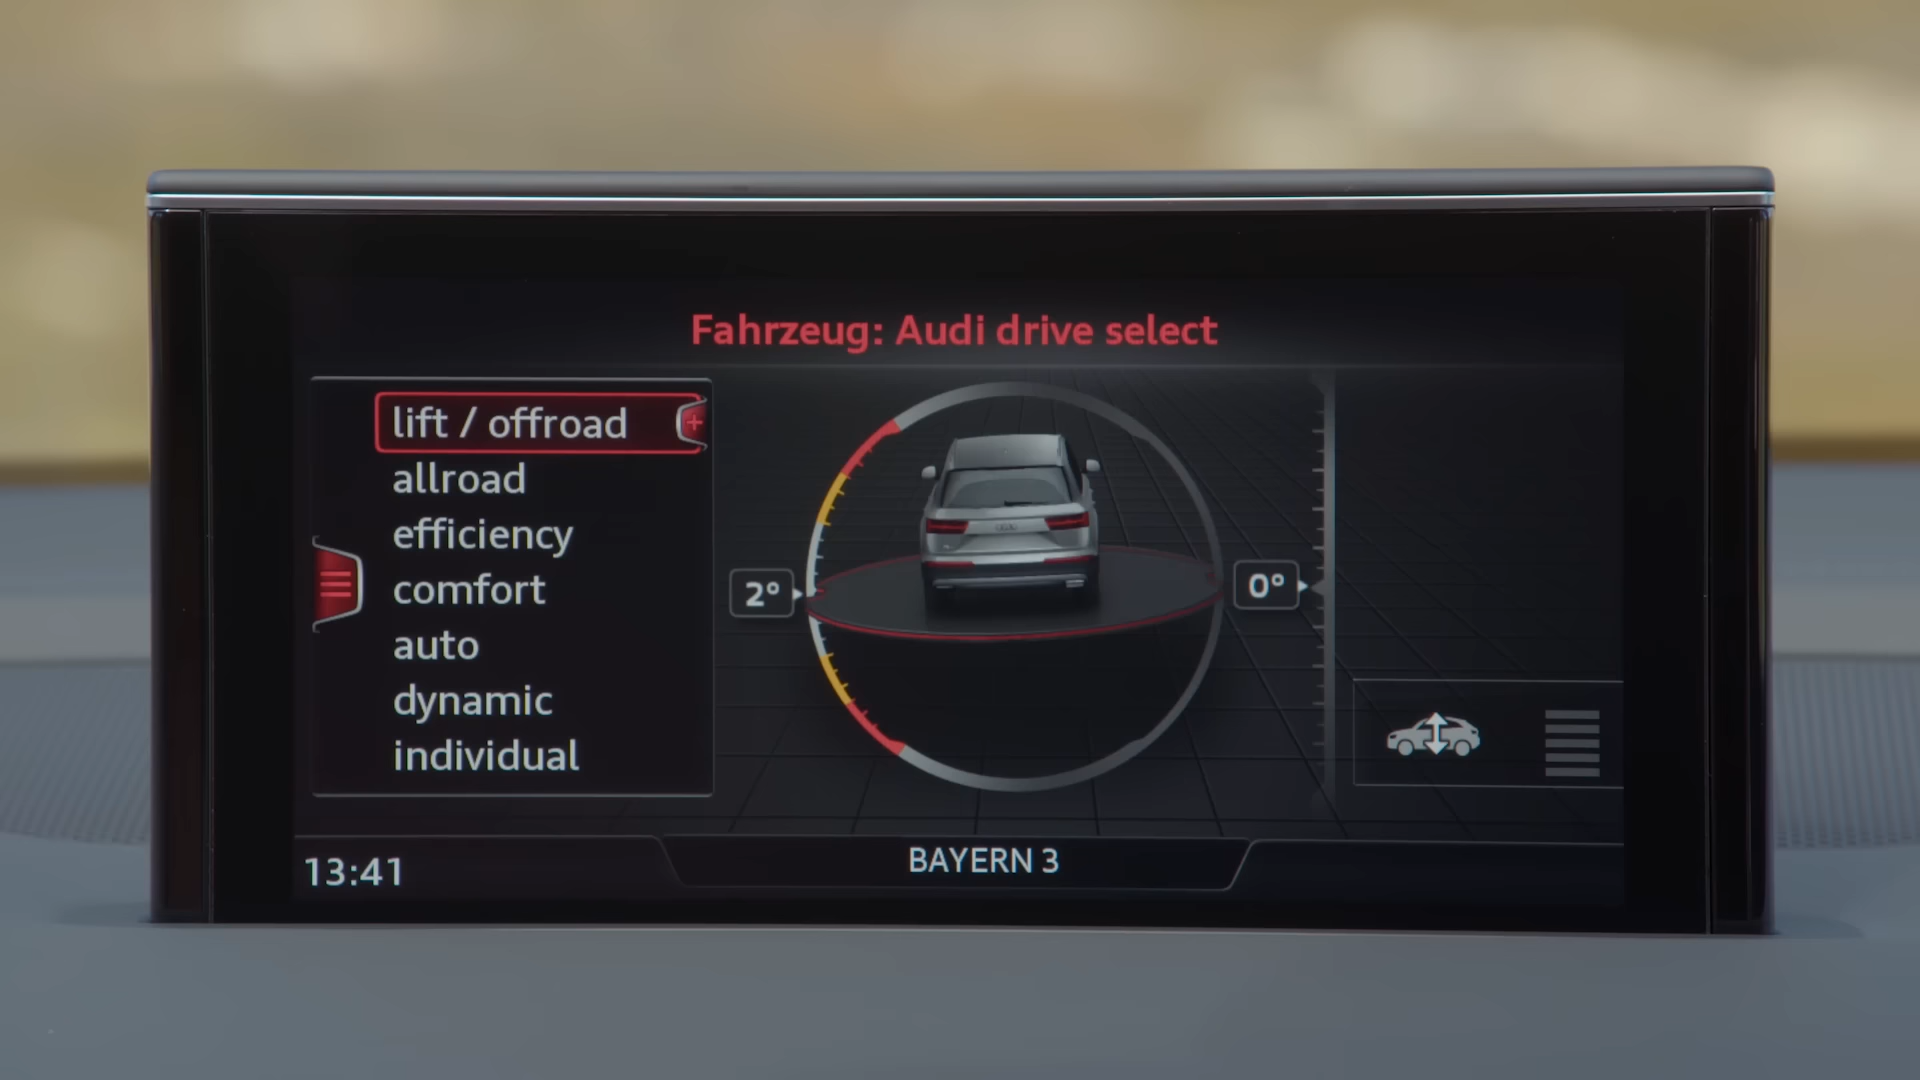 Fahrzeug: Audi drive select
lift / offroad
allroad
efficiency
comfort
auto
dynamic
individual
2°
0°
13:41
BAYERN 3